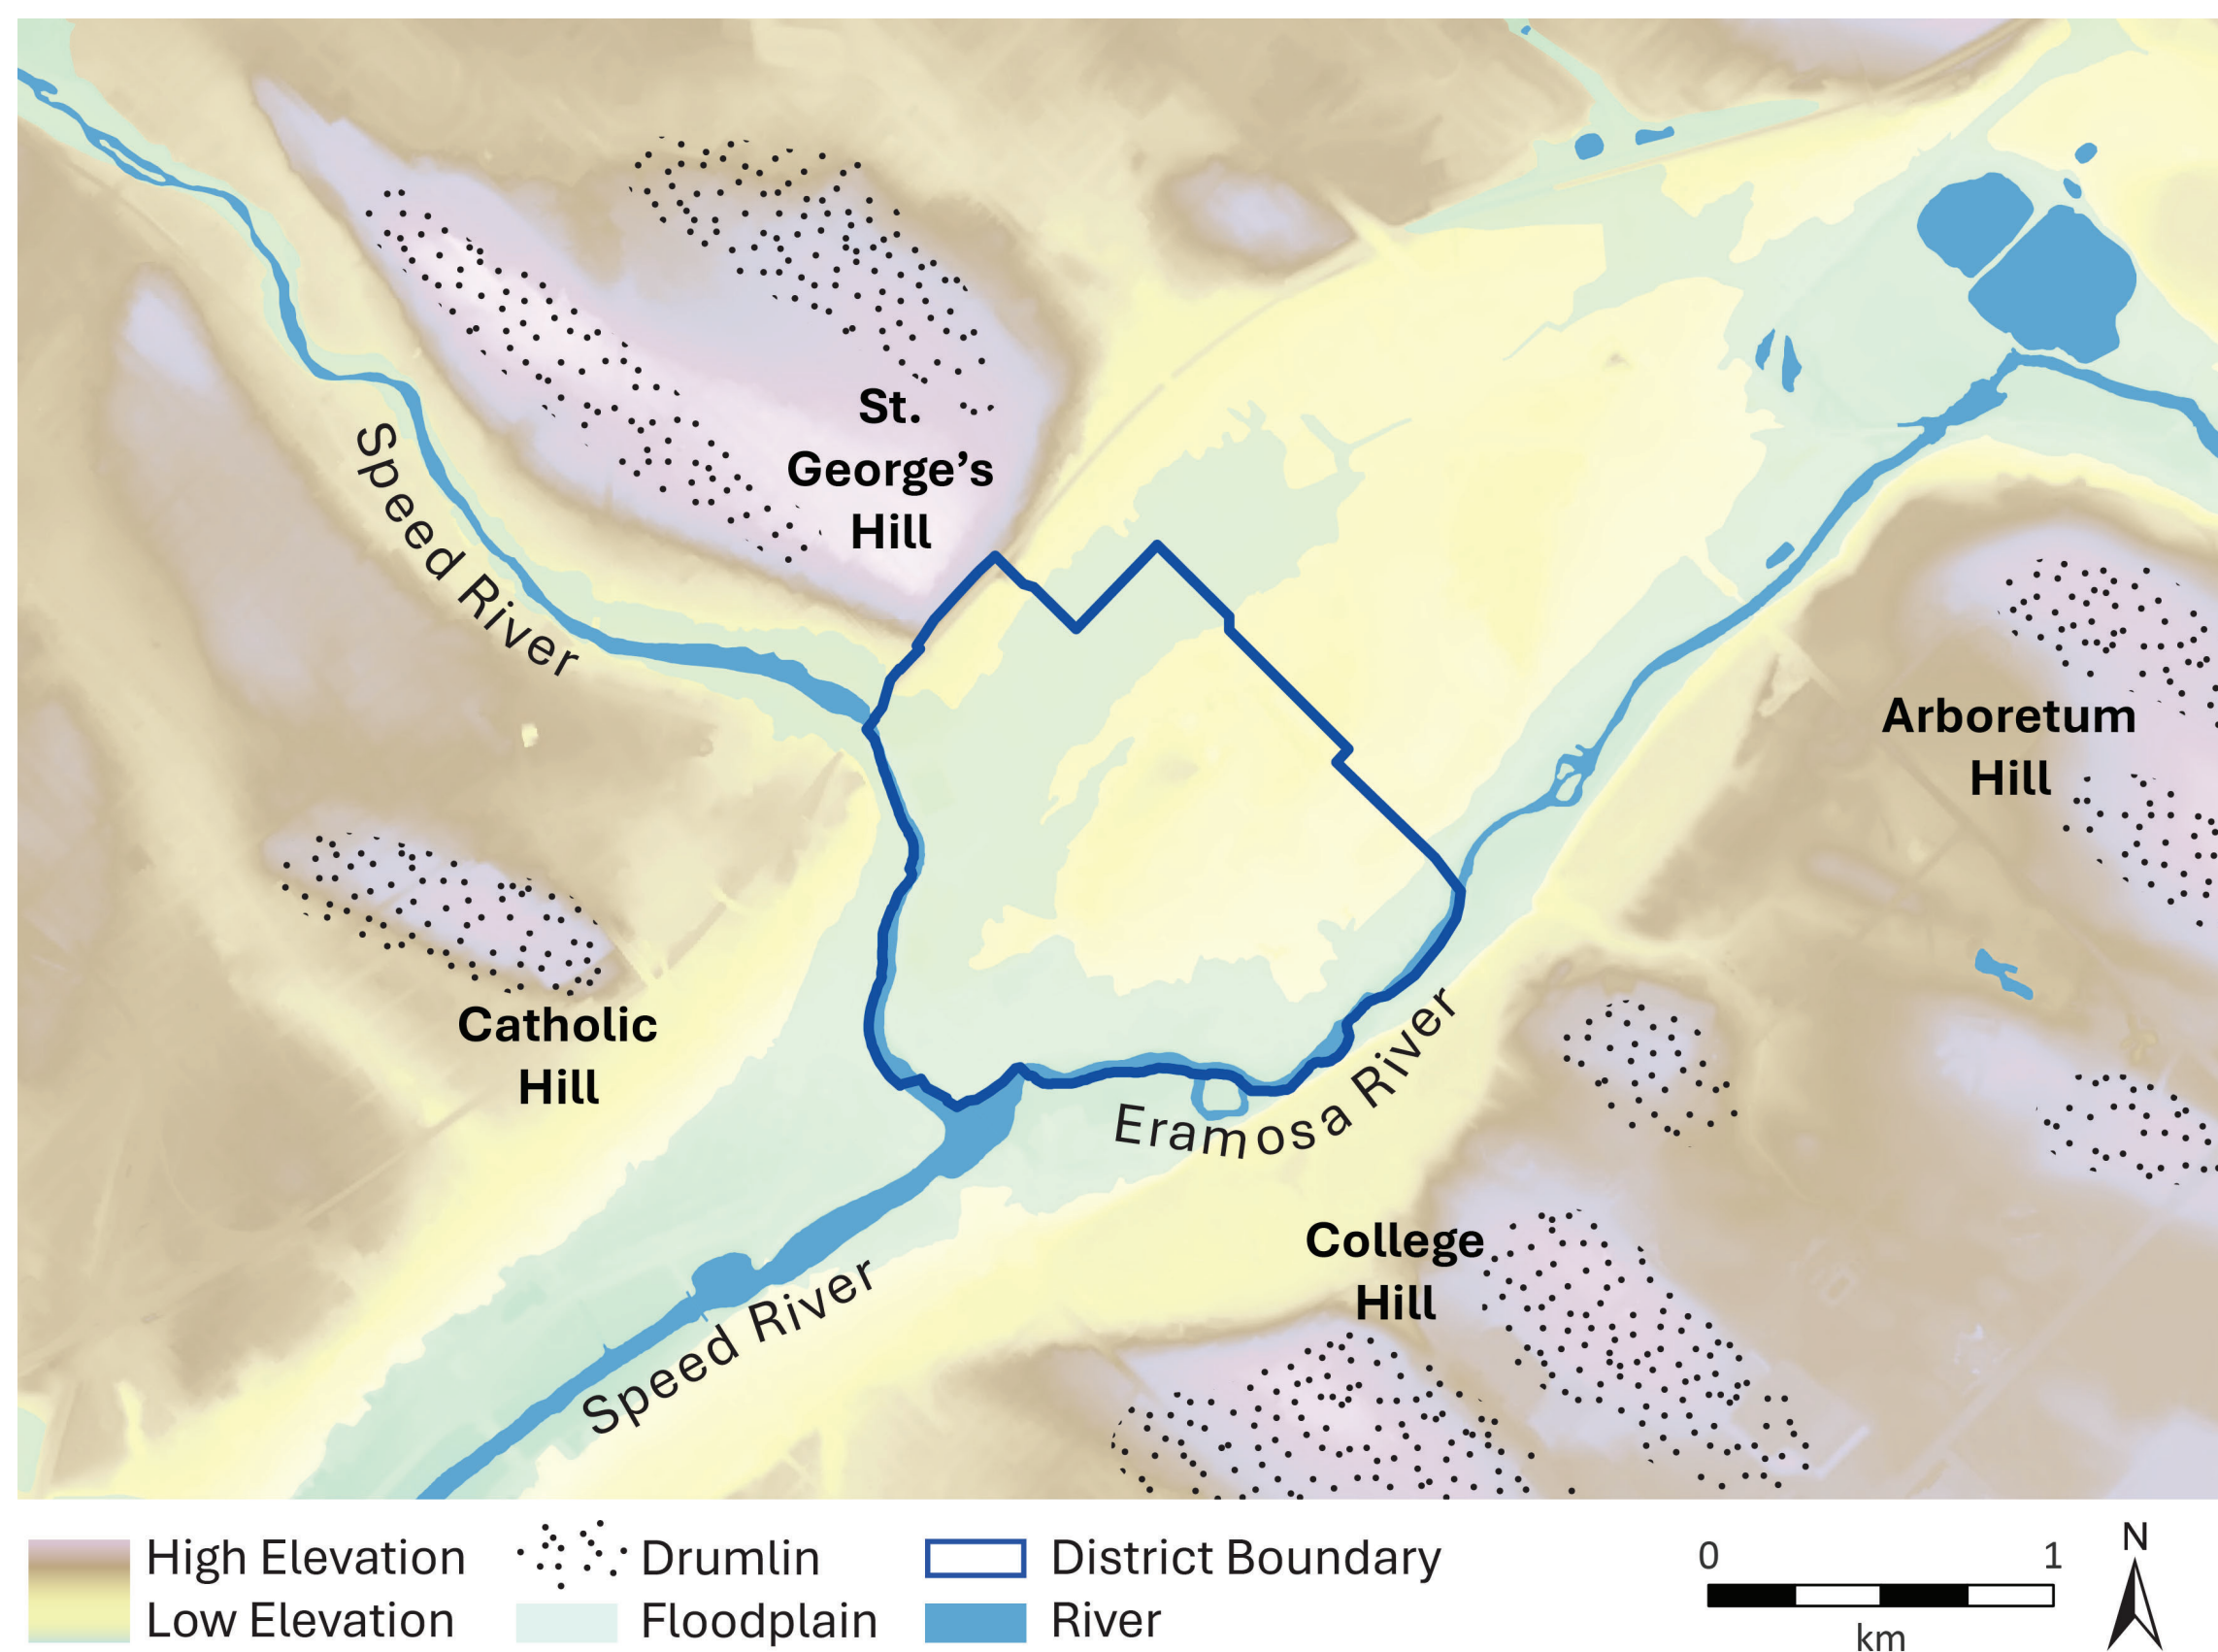 St.
George’s
Hill
Speed River
Arboretum
Hill
Catholic
Hill
Eramosa River
College
Hill
Speed River
High Elevation
Low Elevation
Drumlin
Floodplain
District Boundary
River
0 1
km
N